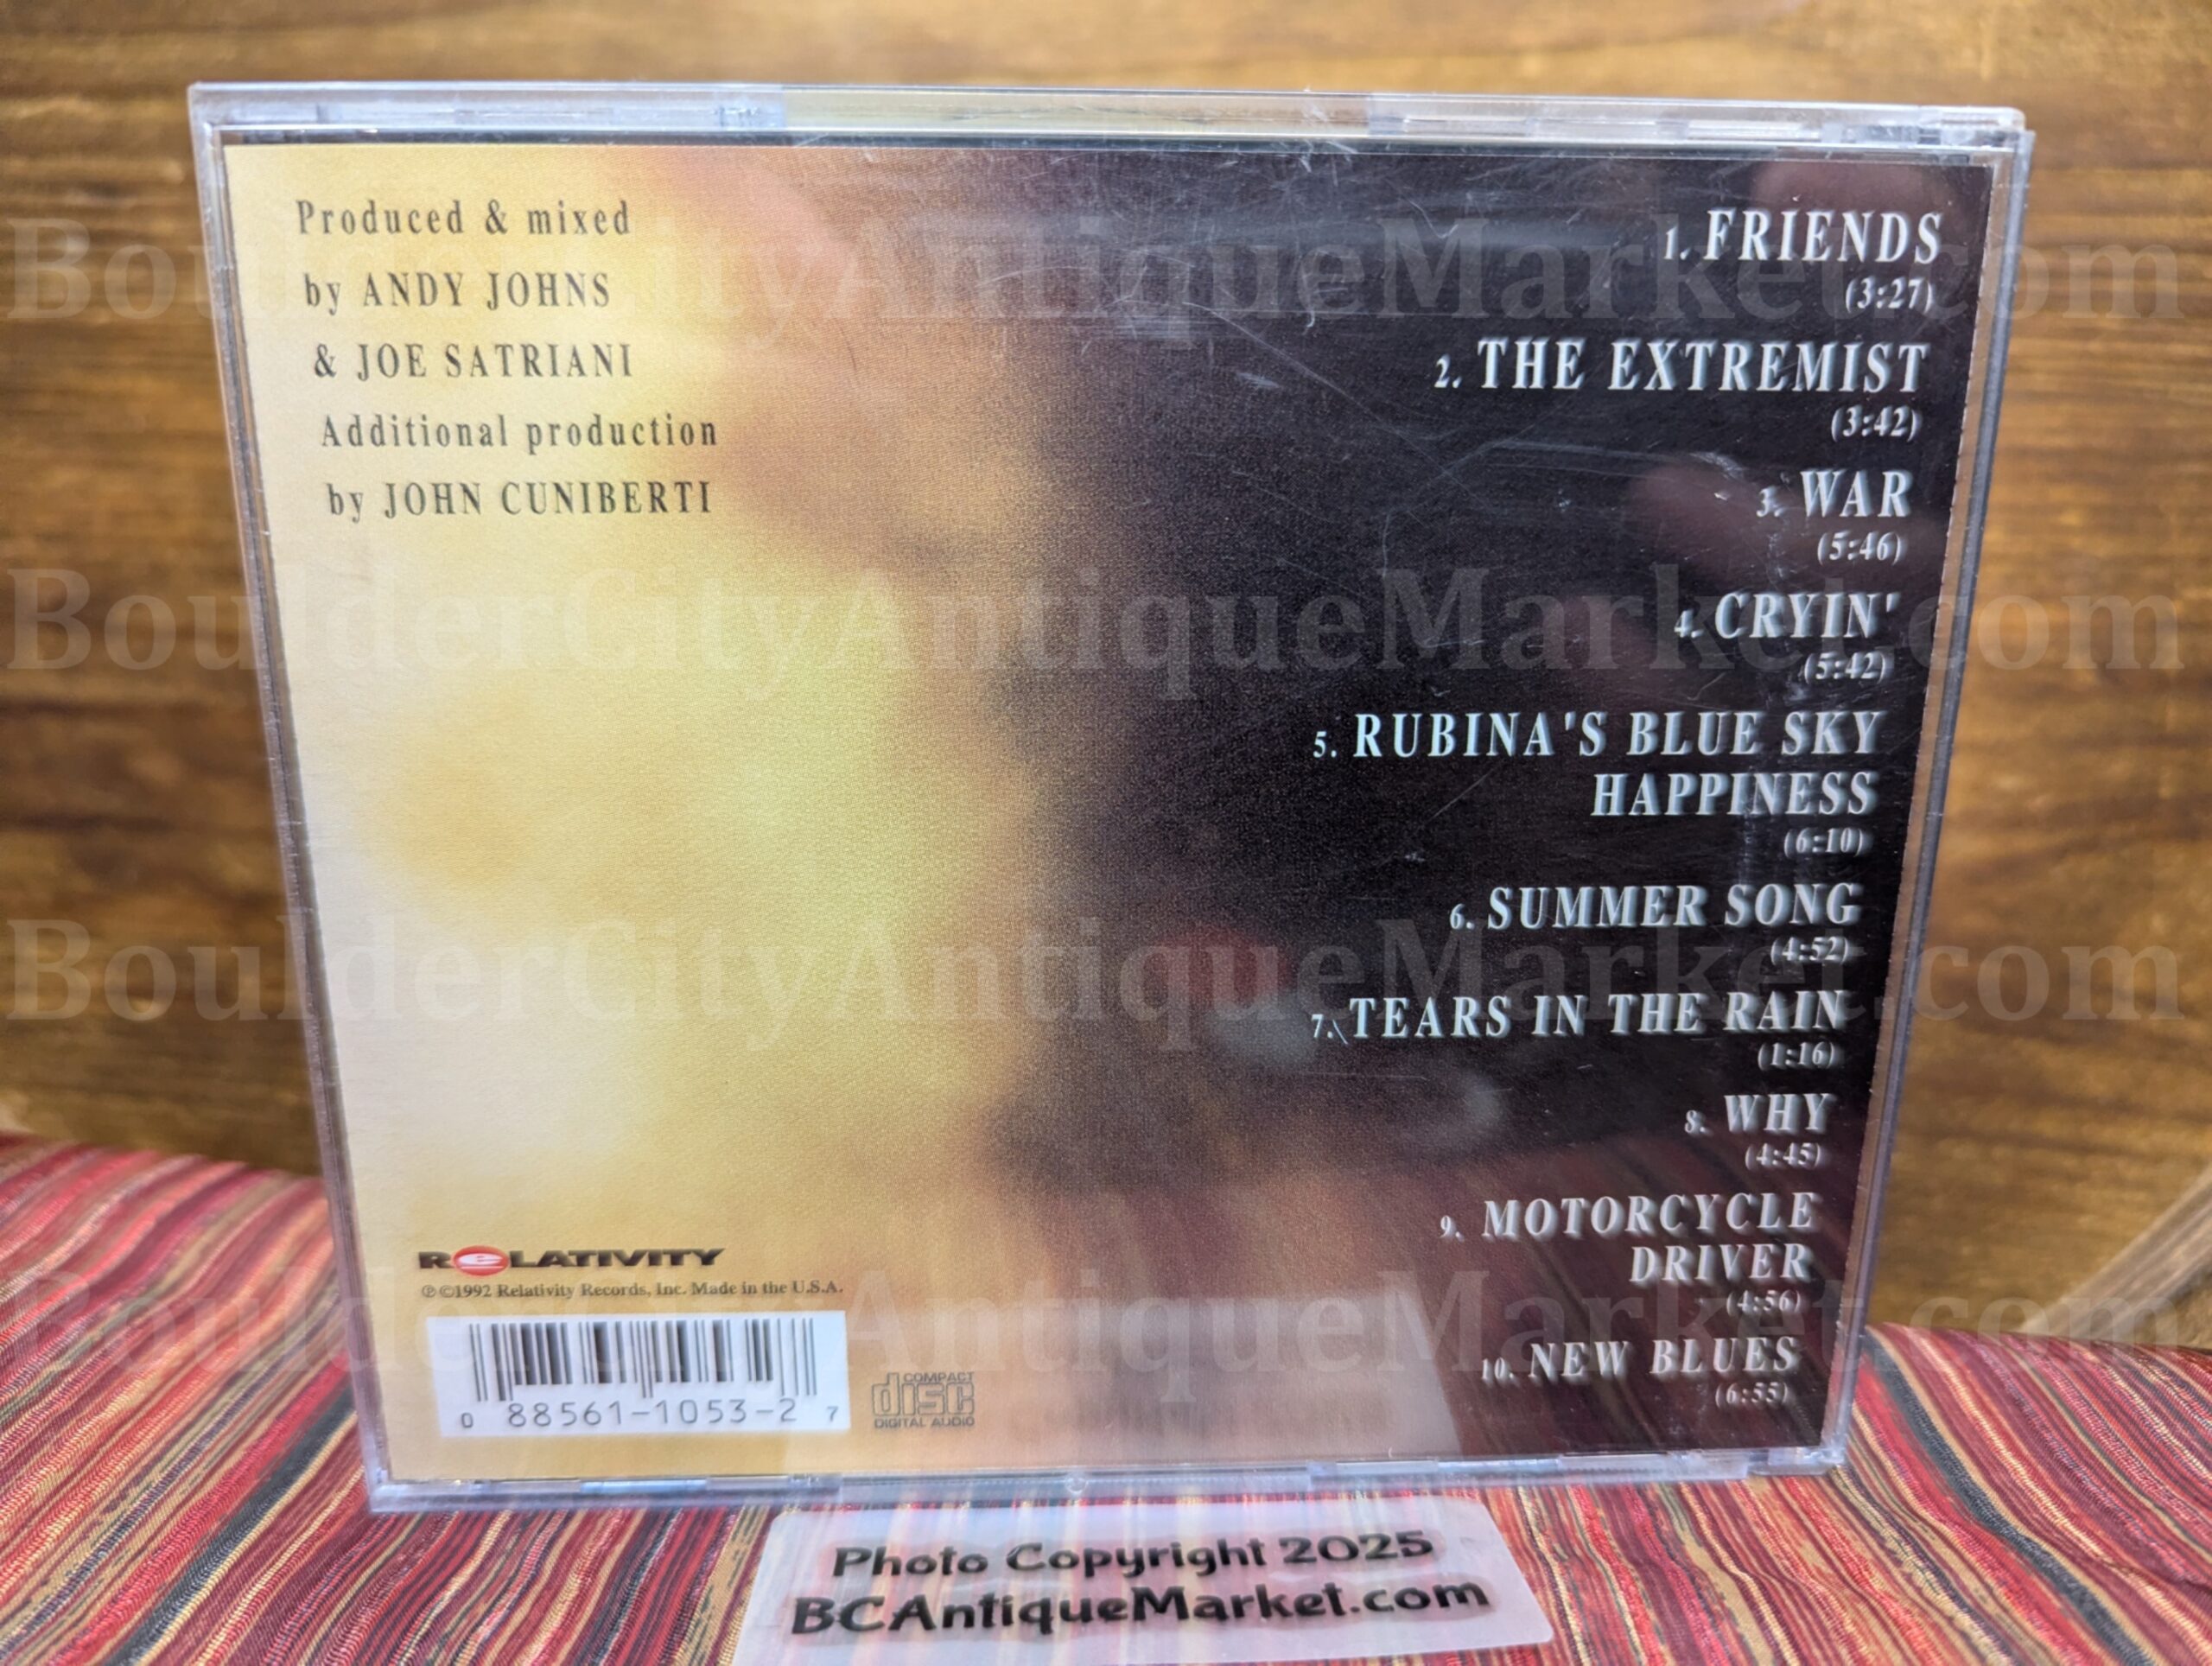 Produced & mixed
by ANDY JOHNS
& JOE SATRIANI
Additional production
by JOHN CUNIBERTI
1. FRIENDS
(3:27)
2. THE EXTREMIST
(3:42)
3. WAR
(5:46)
4. CRYIN'
(5:42)
5. RUBINA'S BLUE SKY
HAPPINESS
(6:10)
6. SUMMER SONG
(4:52)
7. TEARS IN THE RAIN
(1:16)
8. WHY
(4:45)
9. MOTORCYCLE
DRIVER
(4:56)
10. NEW BLUES
(6:55)
ReLATIVITY
℗©1992 Relativity Records, Inc. Made in the U.S.A.
0 88561-1053-2 7
COMPACT
disc
DIGITAL AUDIO
Photo Copyright 2025
BCAntiqueMarket.com
BoulderCityAntiqueMarket.com
BoulderCityAntiqueMarket.com
BoulderCityAntiqueMarket.com
BoulderCityAntiqueMarket.com